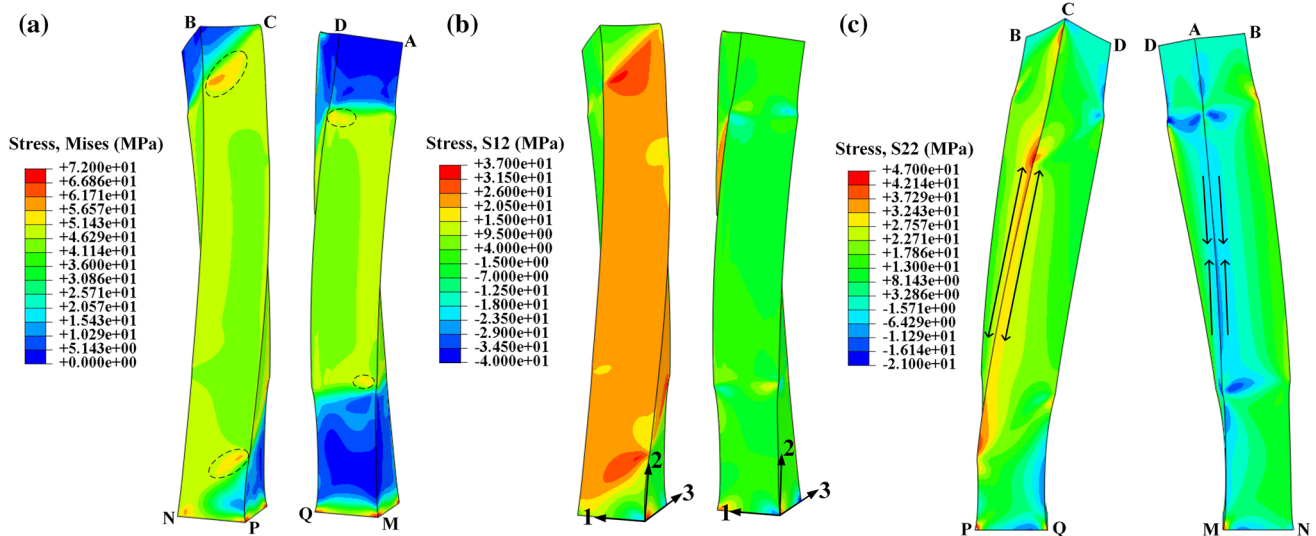 (a)
B
C
D
A
Stress, Mises (MPa)
+7.200e+01
+6.686e+01
+6.171e+01
+5.657e+01
+5.143e+01
+4.629e+01
+4.114e+01
+3.600e+01
+3.086e+01
+2.571e+01
+2.057e+01
+1.543e+01
+1.029e+01
+5.143e+00
+0.000e+00
N
P
Q
M
(b)
Stress, S12 (MPa)
+3.700e+01
+3.150e+01
+2.600e+01
+2.050e+01
+1.500e+01
+9.500e+00
+4.000e+00
-1.500e+00
-7.000e+00
-1.250e+01
-1.800e+01
-2.350e+01
-2.900e+01
-3.450e+01
-4.000e+01
2
3
1
2
3
1
(c)
B
C
D
D
A
B
Stress, S22 (MPa)
+4.700e+01
+4.214e+01
+3.729e+01
+3.243e+01
+2.757e+01
+2.271e+01
+1.786e+01
+1.300e+01
+8.143e+00
+3.286e+00
-1.571e+00
-6.429e+00
-1.129e+01
-1.614e+01
-2.100e+01
P
Q
M
N